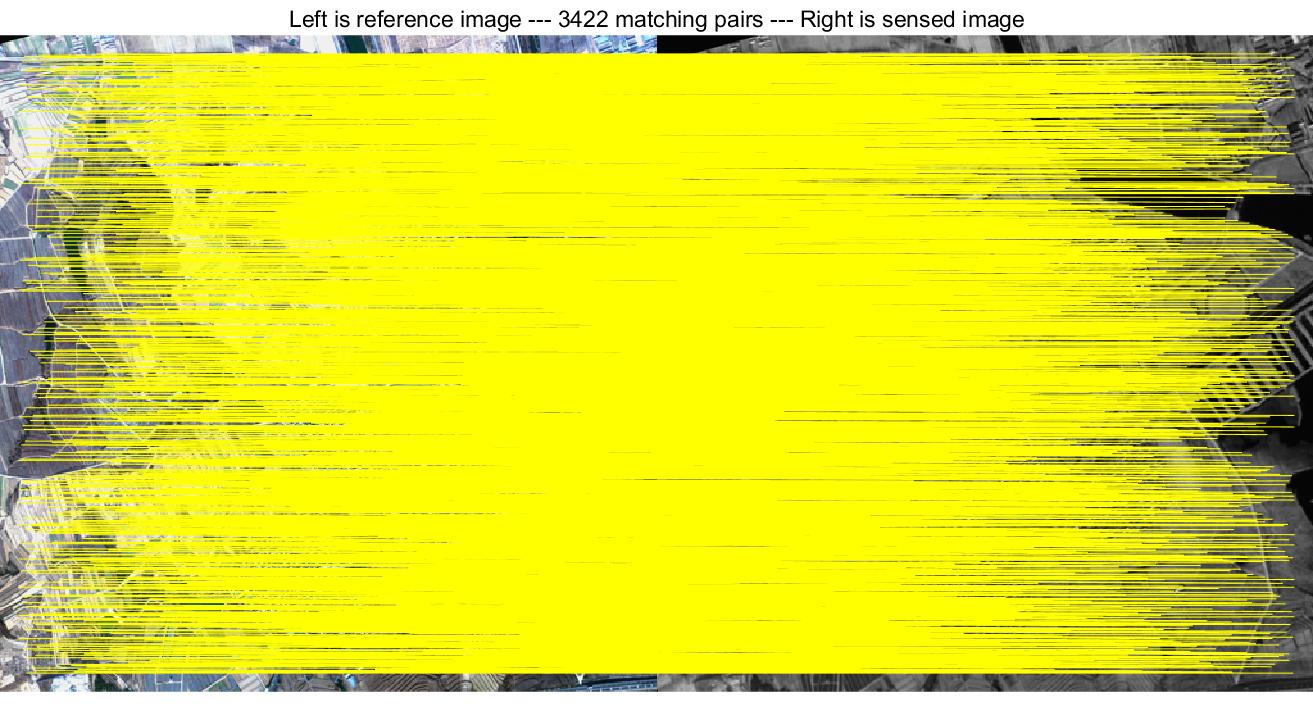 Left is reference image --- 3422 matching pairs --- Right is sensed image